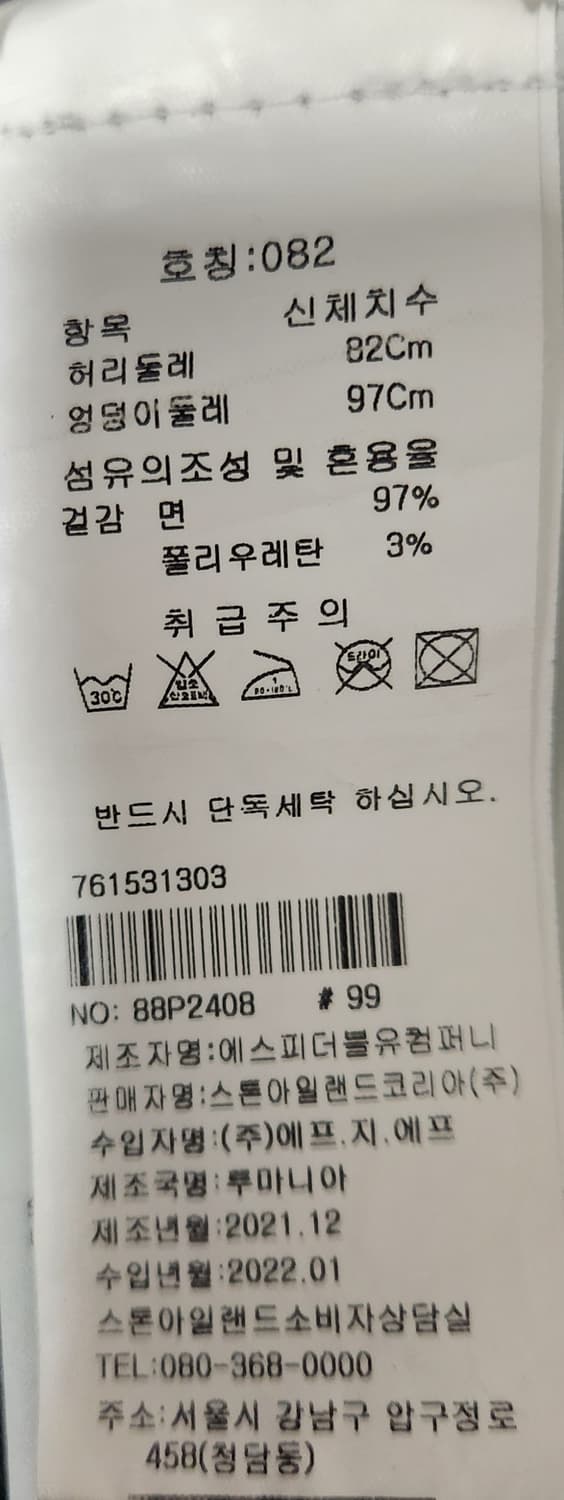 호칭:082
항목 신체치수
허리둘레 82Cm
엉덩이둘레 97Cm
섬유의조성 및 혼용율
겉감 면 97%
폴리우레탄 3%
취급주의
30℃ 드라이
반드시 단독세탁 하십시오.
761531303
NO: 88P2408 # 99
제조자명:에스피더블유컴퍼니
판매자명:스톤아일랜드코리아(주)
수입자명:(주)에프.지.에프
제조국명:루마니아
제조년월:2021.12
수입년월:2022.01
스톤아일랜드소비자상담실
TEL:080-368-0000
주소:서울시 강남구 압구정로
458(청담동)